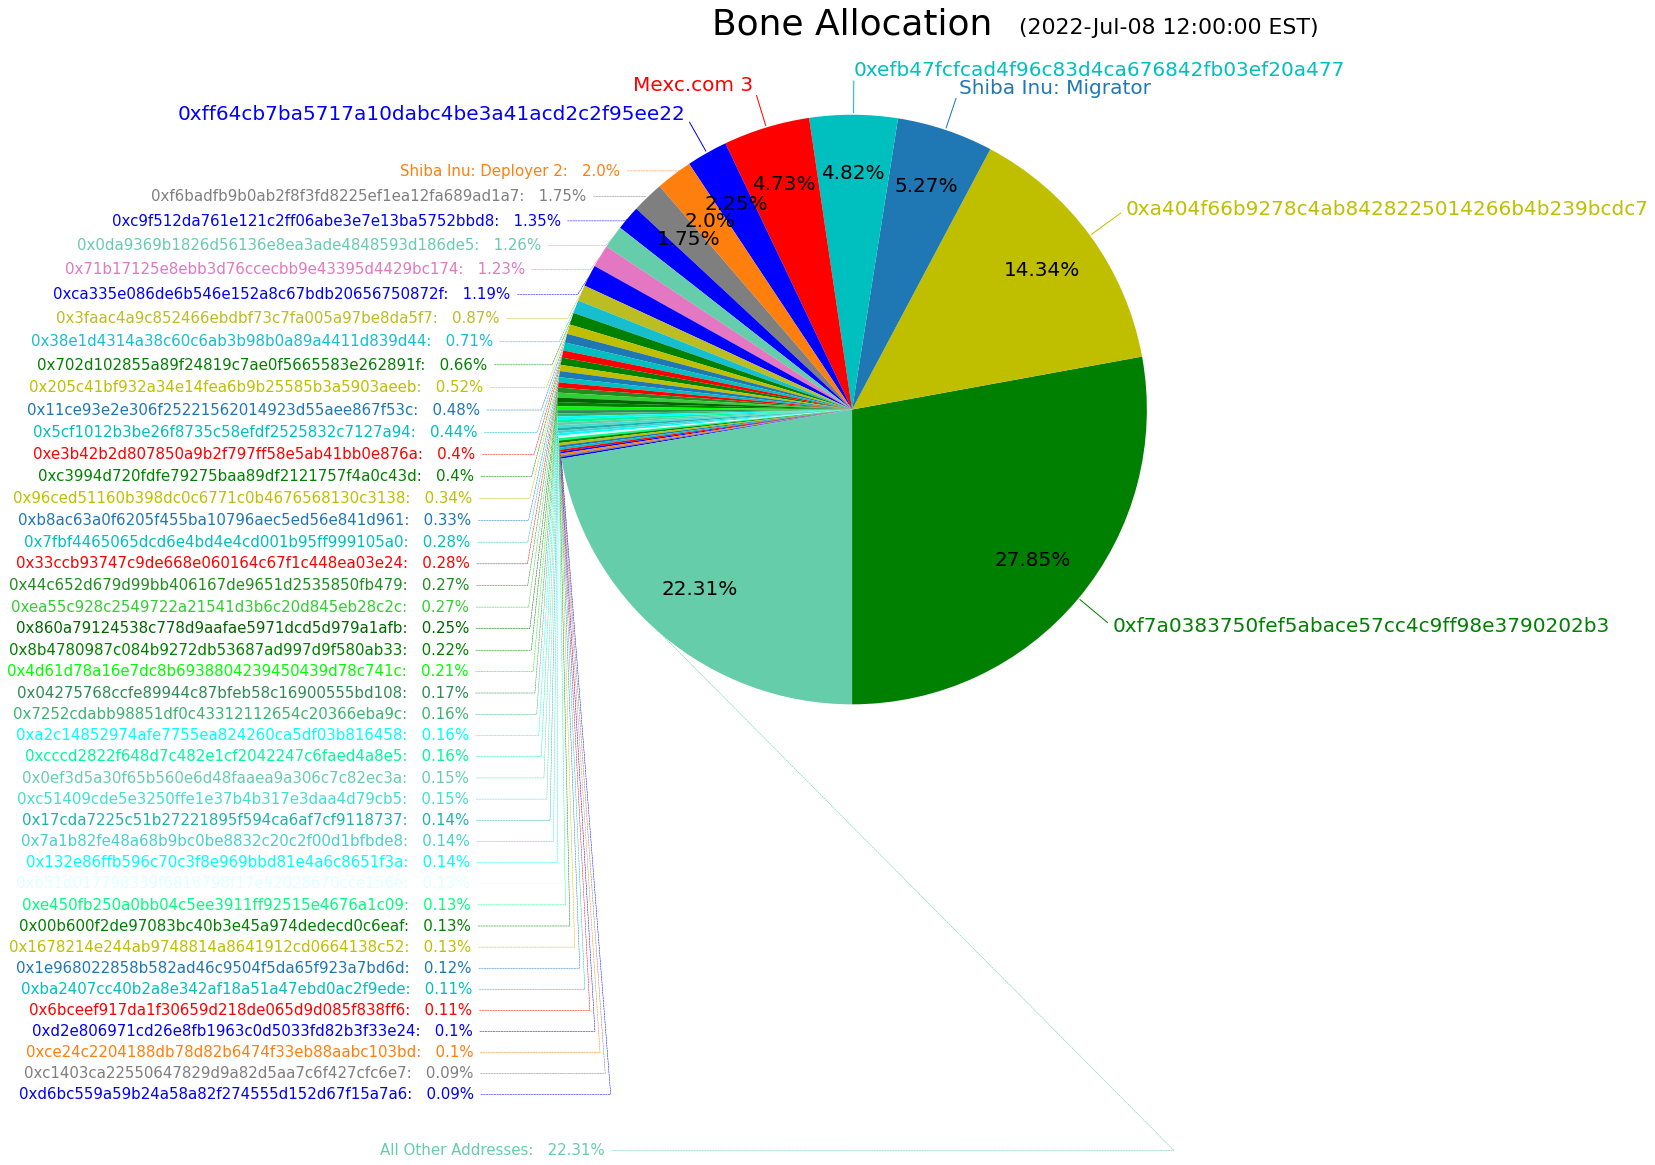 Bone Allocation (2022-Jul-08 12:00:00 EST)
0xefb47fcfcad4f96c83d4ca676842fb03ef20a477
Mexc.com 3
Shiba Inu: Migrator
0xff64cb7ba5717a10dabc4be3a41acd2c2f95ee22
Shiba Inu: Deployer 2: 2.0%
0xf6badfb9b0ab2f8f3fd8225ef1ea12fa689ad1a7: 1.75%
0xa404f66b9278c4ab8428225014266b4b239bcdc7
0xc9f512da761e121c2ff06abe3e7e13ba5752bbd8: 1.35%
0x0da9369b1826d56136e8ea3ade4848593d186de5: 1.26%
0x71b17125e8ebb3d76ccecbb9e43395d4429bc174: 1.23%
0xca335e086de6b546e152a8c67bdb20656750872f: 1.19%
0x3faac4a9c852466ebdbf73c7fa005a97be8da5f7: 0.87%
0x38e1d4314a38c60c6ab3b98b0a89a4411d839d44: 0.71%
0x702d102855a89f24819c7ae0f5665583e262891f: 0.66%
0x205c41bf932a34e14fea6b9b25585b3a5903aeeb: 0.52%
0x11ce93e2e306f25221562014923d55aee867f53c: 0.48%
0x5cf1012b3be26f8735c58efdf2525832c7127a94: 0.44%
0xe3b42b2d807850a9b2f797ff58e5ab41bb0e876a: 0.4%
0xc3994d720fdfe79275baa89df2121757f4a0c43d: 0.4%
0x96ced51160b398dc0c6771c0b4676568130c3138: 0.34%
0xb8ac63a0f6205f455ba10796aec5ed56e841d961: 0.33%
0x7fbf4465065dcd6e4bd4e4cd001b95ff999105a0: 0.28%
0x33ccb93747c9de668e060164c67f1c448ea03e24: 0.28%
0x44c652d679d99bb406167de9651d2535850fb479: 0.27%
0xea55c928c2549722a21541d3b6c20d845eb28c2c: 0.27%
0x860a79124538c778d9aafae5971dcd5d979a1afb: 0.25%
0x8b4780987c084b9272db53687ad997d9f580ab33: 0.22%
0x4d61d78a16e7dc8b6938804239450439d78c741c: 0.21%
0x04275768ccfe89944c87bfeb58c16900555bd108: 0.17%
0x7252cdabb98851df0c43312112654c20366eba9c: 0.16%
0xa2c14852974afe7755ea824260ca5df03b816458: 0.16%
0xcccd2822f648d7c482e1cf2042247c6faed4a8e5: 0.16%
0x0ef3d5a30f65b560e6d48faaea9a306c7c82ec3a: 0.15%
0xc51409cde5e3250ffe1e37b4b317e3daa4d79cb5: 0.15%
0x17cda7225c51b27221895f594ca6af7cf9118737: 0.14%
0x7a1b82fe48a68b9bc0be8832c20c2f00d1bfbde8: 0.14%
0x132e86ffb596c70c3f8e969bbd81e4a6c8651f3a: 0.14%
0.13%
0xe450fb250a0bb04c5ee3911ff92515e4676a1c09: 0.13%
0x00b600f2de97083bc40b3e45a974dedecd0c6eaf: 0.13%
0x1678214e244ab9748814a8641912cd0664138c52: 0.13%
0x1e968022858b582ad46c9504f5da65f923a7bd6d: 0.12%
0xba2407cc40b2a8e342af18a51a47ebd0ac2f9ede: 0.11%
0x6bceef917da1f30659d218de065d9d085f838ff6: 0.11%
0xd2e806971cd26e8fb1963c0d5033fd82b3f33e24: 0.1%
0xce24c2204188db78d82b6474f33eb88aabc103bd: 0.1%
0xc1403ca22550647829d9a82d5aa7c6f427cfc6e7: 0.09%
0xd6bc559a59b24a58a82f274555d152d67f15a7a6: 0.09%
All Other Addresses: 22.31%
4.82%
4.73%
5.27%
2.25%
2.0%
1.75%
14.34%
27.85%
22.31%
0xf7a0383750fef5abace57cc4c9ff98e3790202b3